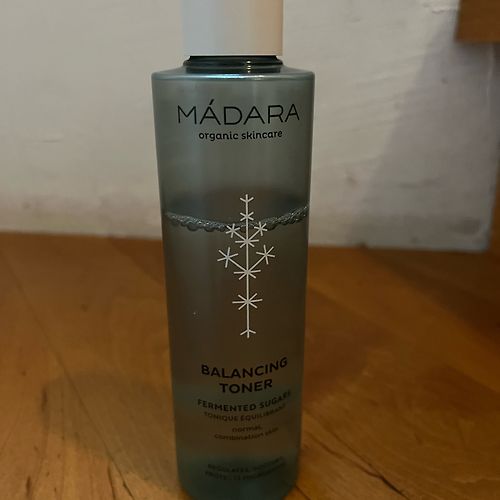 MÁDARA
organic skincare
BALANCING
TONER
FERMENTED SUGARS
TONIQUE ÉQUILIBRANT
normal,
combination skin